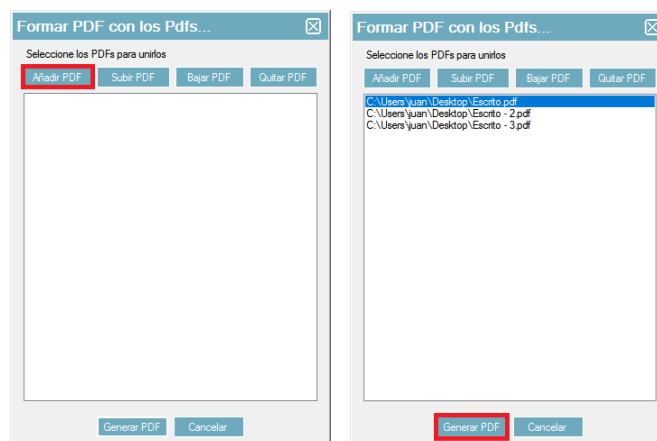 Formar PDF con los Pdfs...
Seleccione los PDFs para unirlos
Añadir PDF Subir PDF Bajar PDF Quitar PDF
Generar PDF Cancelar
Formar PDF con los Pdfs...
Seleccione los PDFs para unirlos
Añadir PDF Subir PDF Bajar PDF Quitar PDF
C:\Users\juan\Desktop\Escrito.pdf
C:\Users\juan\Desktop\Escrito - 2.pdf
C:\Users\juan\Desktop\Escrito - 3.pdf
Generar PDF Cancelar